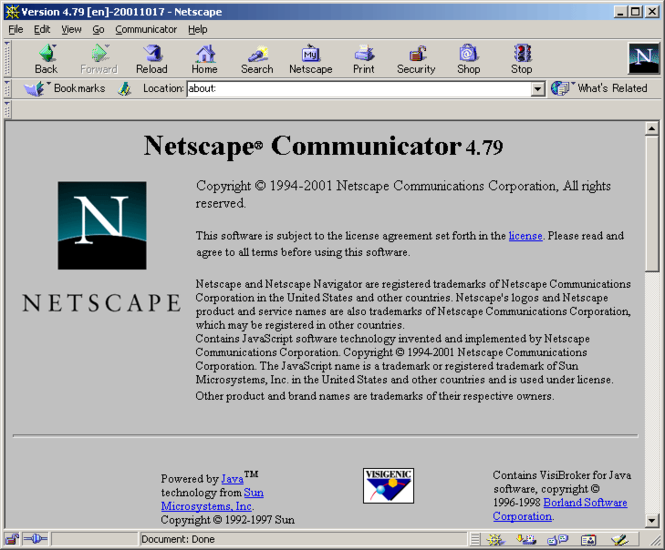 Version 4.79 [en]-20011017 - Netscape
File Edit View Go Communicator Help
Back Forward Reload Home Search Netscape Print Security Shop Stop
My
N
Bookmarks Location: about: What's Related
Netscape® Communicator 4.79
N
NETSCAPE
Copyright © 1994-2001 Netscape Communications Corporation, All rights
reserved.
This software is subject to the license agreement set forth in the license. Please read and
agree to all terms before using this software.
Netscape and Netscape Navigator are registered trademarks of Netscape Communications
Corporation in the United States and other countries. Netscape's logos and Netscape
product and service names are also trademarks of Netscape Communications Corporation,
which may be registered in other countries.
Contains JavaScript software technology invented and implemented by Netscape
Communications Corporation. Copyright © 1994-2001 Netscape Communications
Corporation. The JavaScript name is a trademark or registered trademark of Sun
Microsystems, Inc. in the United States and other countries and is used under license.
Other product and brand names are trademarks of their respective owners.
Powered by Java™
technology from Sun
Microsystems, Inc.
Copyright © 1992-1997 Sun
VISIGENIC
Contains VisiBroker for Java
software, copyright ©
1996-1998 Borland Software
Corporation.
Document: Done